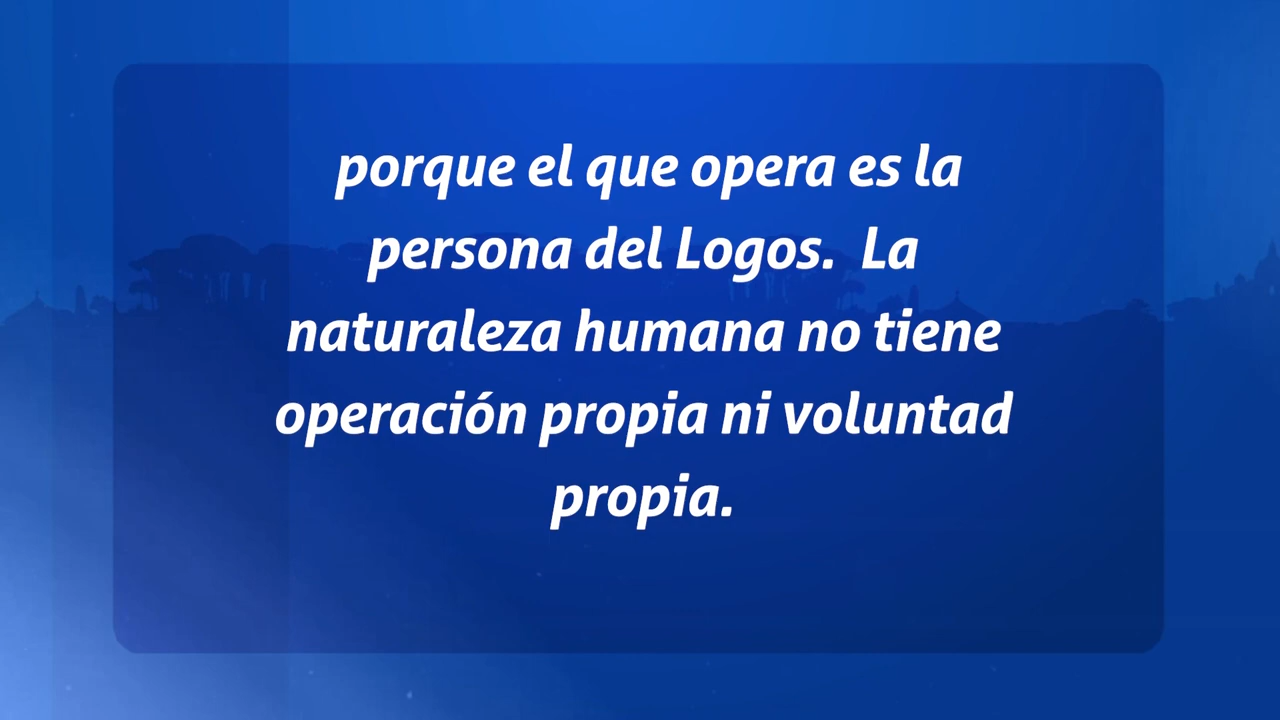 porque el que opera es la
persona del Logos.  La
naturaleza humana no tiene
operación propia ni voluntad
propia.